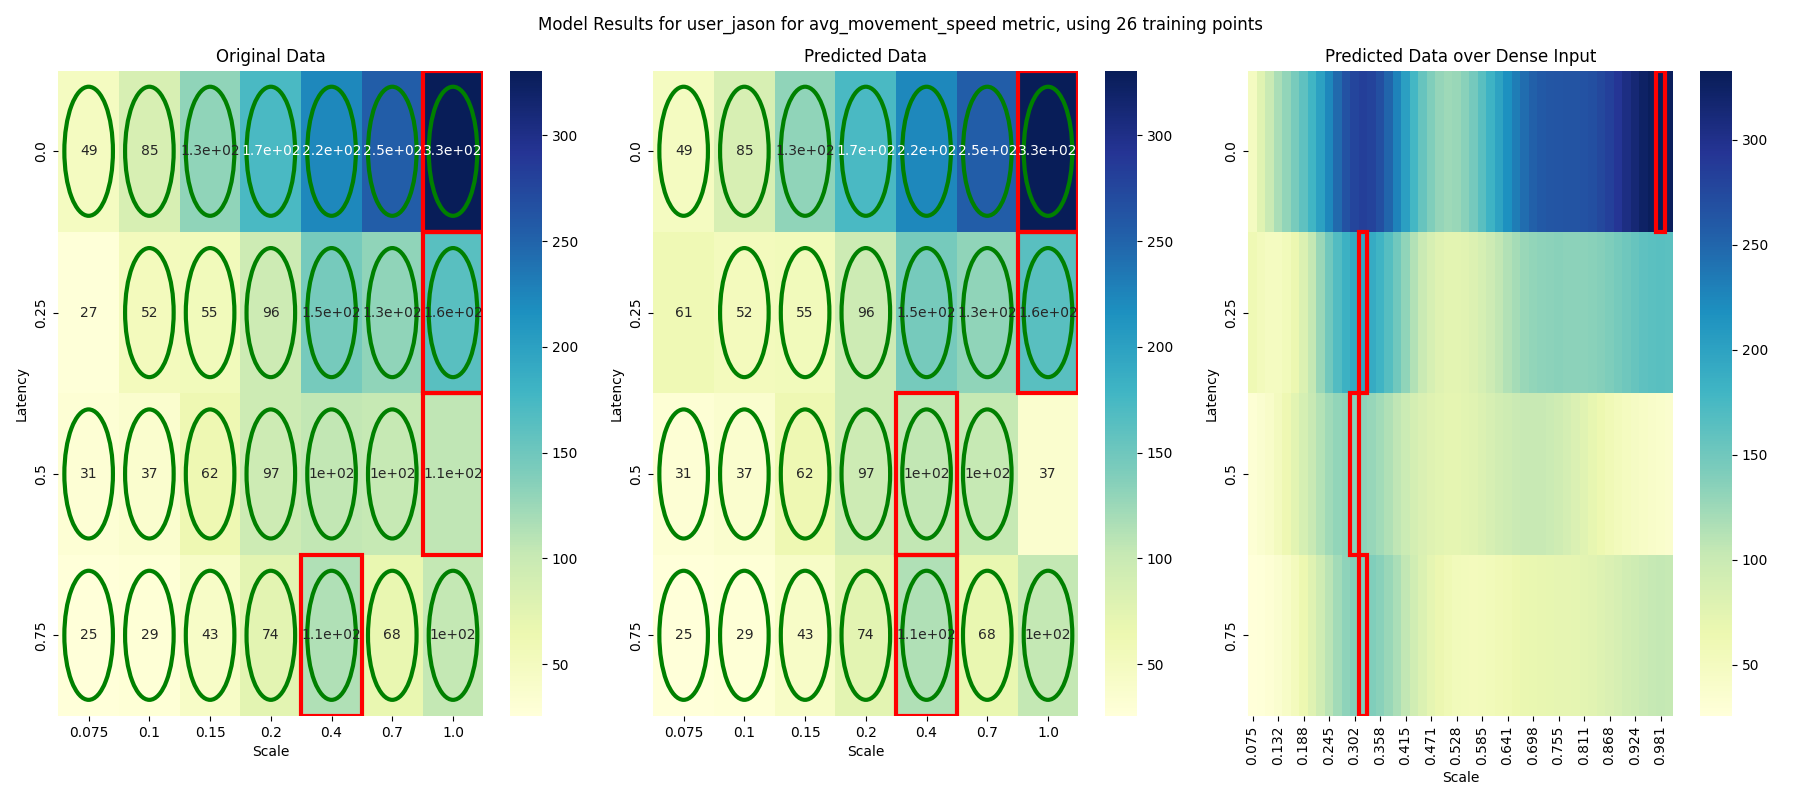 Model Results for user_jason for avg_movement_speed metric, using 26 training points
Original Data
Latency
0.0
49 85 1.3e+02 1.7e+02 2.2e+02 2.5e+02 3.3e+02
0.25
27 52 55 96 1.5e+02 1.3e+02 1.6e+02
0.5
31 37 62 97 1e+02 1e+02 1.1e+02
0.75
25 29 43 74 1.1e+02 68 1e+02
0.075 0.1 0.15 0.2 0.4 0.7 1.0
Scale
300
250
200
150
100
50
Predicted Data
Latency
0.0
49 85 1.3e+02 1.7e+02 2.2e+02 2.5e+02 3.3e+02
0.25
61 52 55 96 1.5e+02 1.3e+02 1.6e+02
0.5
31 37 62 97 1e+02 1e+02 37
0.75
25 29 43 74 1.1e+02 68 1e+02
0.075 0.1 0.15 0.2 0.4 0.7 1.0
Scale
300
250
200
150
100
50
Predicted Data over Dense Input
Latency
0.0
0.25
0.5
0.75
0.075 0.132 0.188 0.245 0.302 0.358 0.415 0.471 0.528 0.585 0.641 0.698 0.755 0.811 0.868 0.924 0.981
Scale
300
250
200
150
100
50